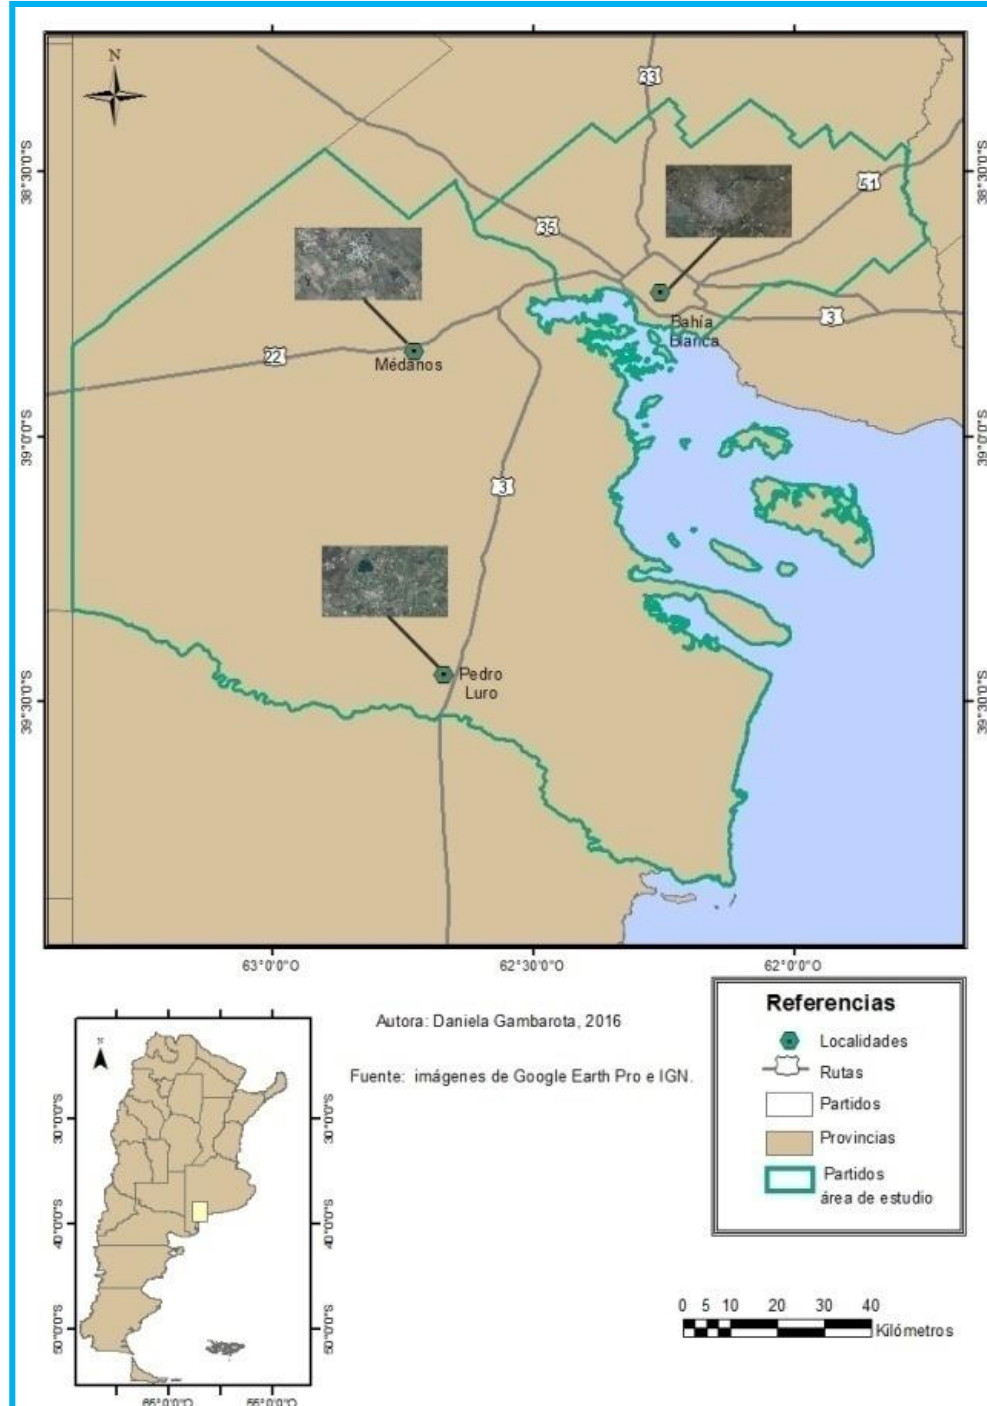 N
33
38°30'0"S
38°30'0"S
51
35
Bahía
Blanca
3
22
Médanos
39°0'0"S
39°0'0"S
3
Pedro
Luro
39°30'0"S
39°30'0"S
63°0'0"O
62°30'0"O
62°0'0"O
Autora: Daniela Gambarota, 2016
Fuente: imágenes de Google Earth Pro e IGN.
Referencias
Localidades
Rutas
Partidos
Provincias
Partidos
área de estudio
N
30°0'0"S
30°0'0"S
40°0'0"S
40°0'0"S
50°0'0"S
50°0'0"S
65°0'0"O
55°0'0"O
0 5 10 20 30 40
Kilómetros